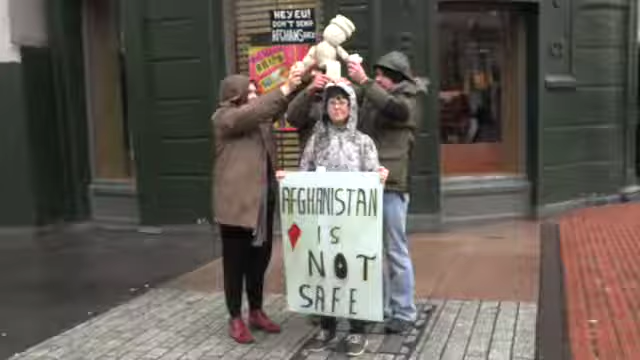 HEY EU!
DON'T SEND
AFGHANS BACK
AFGHANISTAN
IS
NOT
SAFE